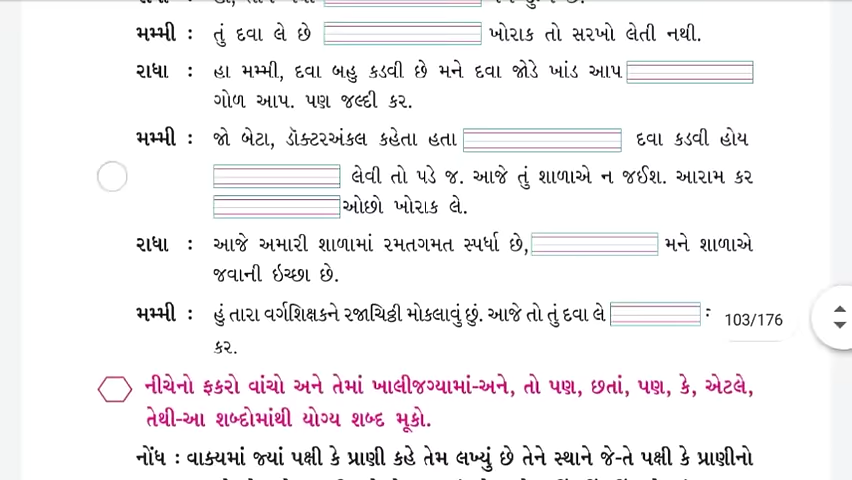 મમ્મી : તું દવા લે છે ખોરાક તો સરખો લેતી નથી.
રાધા : હા મમ્મી, દવા બહુ કડવી છે મને દવા જોડે ખાંડ આપ
ગોળ આપ. પણ જલ્દી કર.
મમ્મી : જો બેટા, ડૉક્ટરઅંકલ કહેતા હતા દવા કડવી હોય
લેવી તો પડે જ. આજે તું શાળાએ ન જઈશ. આરામ કર
ઓછો ખોરાક લે.
રાધા : આજે અમારી શાળામાં રમતગમત સ્પર્ધા છે, મને શાળાએ
જવાની ઇચ્છા છે.
મમ્મી : હું તારા વર્ગશિક્ષકને રજાચિઠ્ઠી મોકલાવું છું. આજે તો તું દવા લે
103/176
કર.
નીચેનો ફકરો વાંચો અને તેમાં ખાલીજગ્યામાં-અને, તો પણ, છતાં, પણ, કે, એટલે,
તેથી-આ શબ્દોમાંથી યોગ્ય શબ્દ મૂકો.
નોંધ : વાક્યમાં જ્યાં પક્ષી કે પ્રાણી કહે તેમ લખ્યું છે તેને સ્થાને જે-તે પક્ષી કે પ્રાણીનો